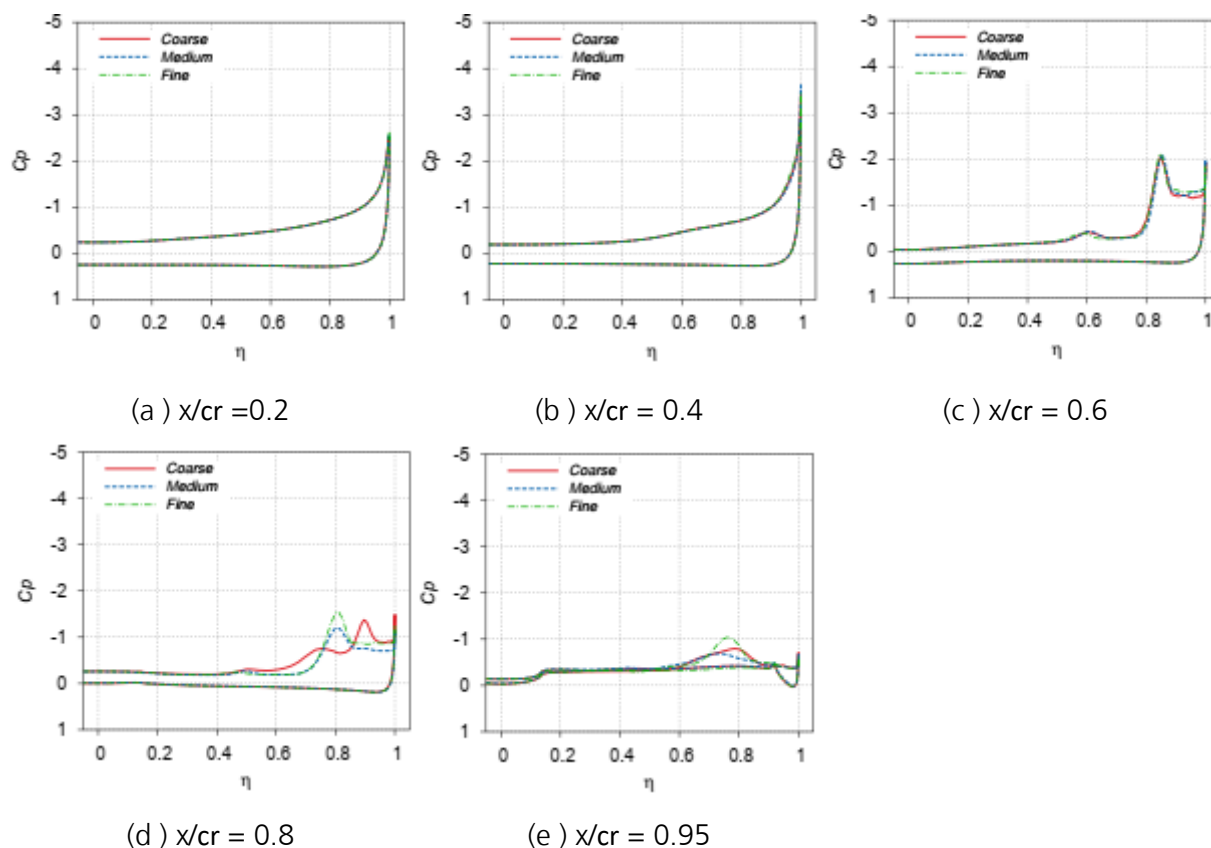 -5
-4
-3
-2
-1
0
1
Cp
Coarse
Medium
Fine
0 0.2 0.4 0.6 0.8 1
η
(a ) x/cr =0.2
-5
-4
-3
-2
-1
0
1
Cp
Coarse
Medium
Fine
0 0.2 0.4 0.6 0.8 1
η
(b ) x/cr = 0.4
-5
-4
-3
-2
-1
0
1
Cp
Coarse
Medium
Fine
0 0.2 0.4 0.6 0.8 1
η
(c ) x/cr = 0.6
-5
-4
-3
-2
-1
0
1
Cp
Coarse
Medium
Fine
0 0.2 0.4 0.6 0.8 1
η
(d ) x/cr = 0.8
-5
-4
-3
-2
-1
0
1
Cp
Coarse
Medium
Fine
0 0.2 0.4 0.6 0.8 1
η
(e ) x/cr = 0.95